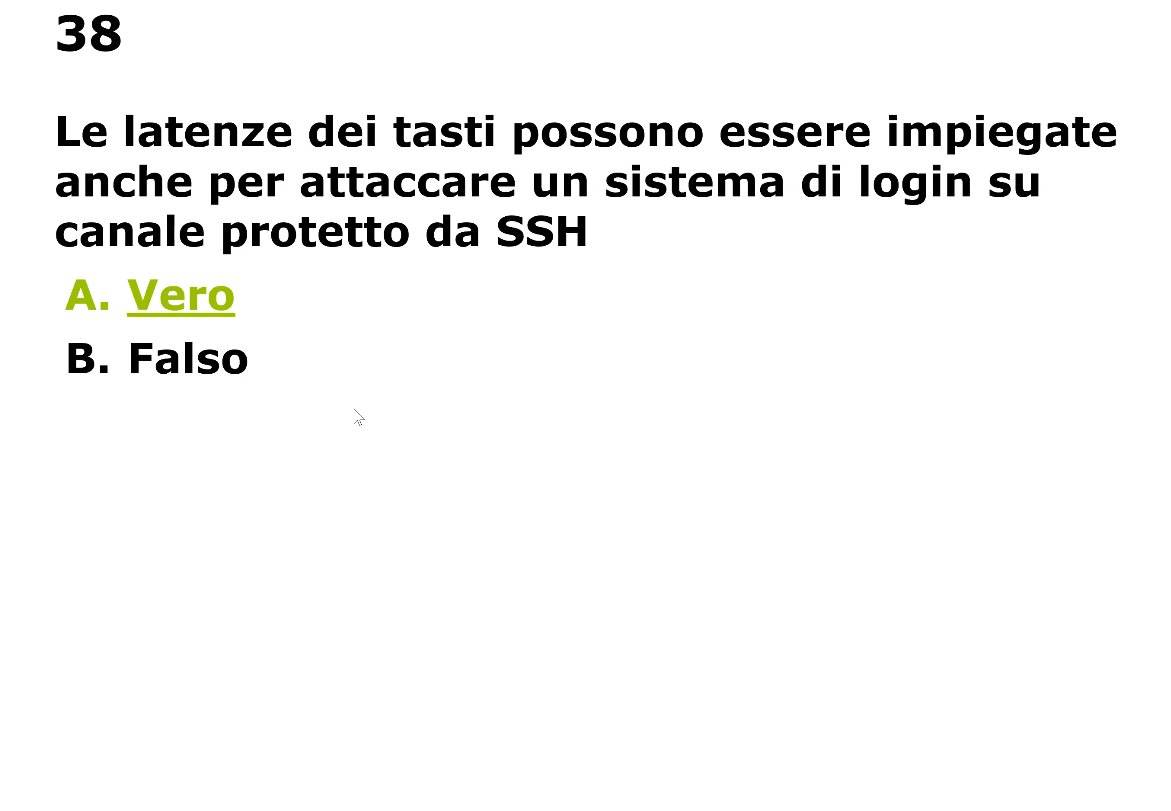 38
Le latenze dei tasti possono essere impiegate
anche per attaccare un sistema di login su
canale protetto da SSH
A. Vero
B. Falso